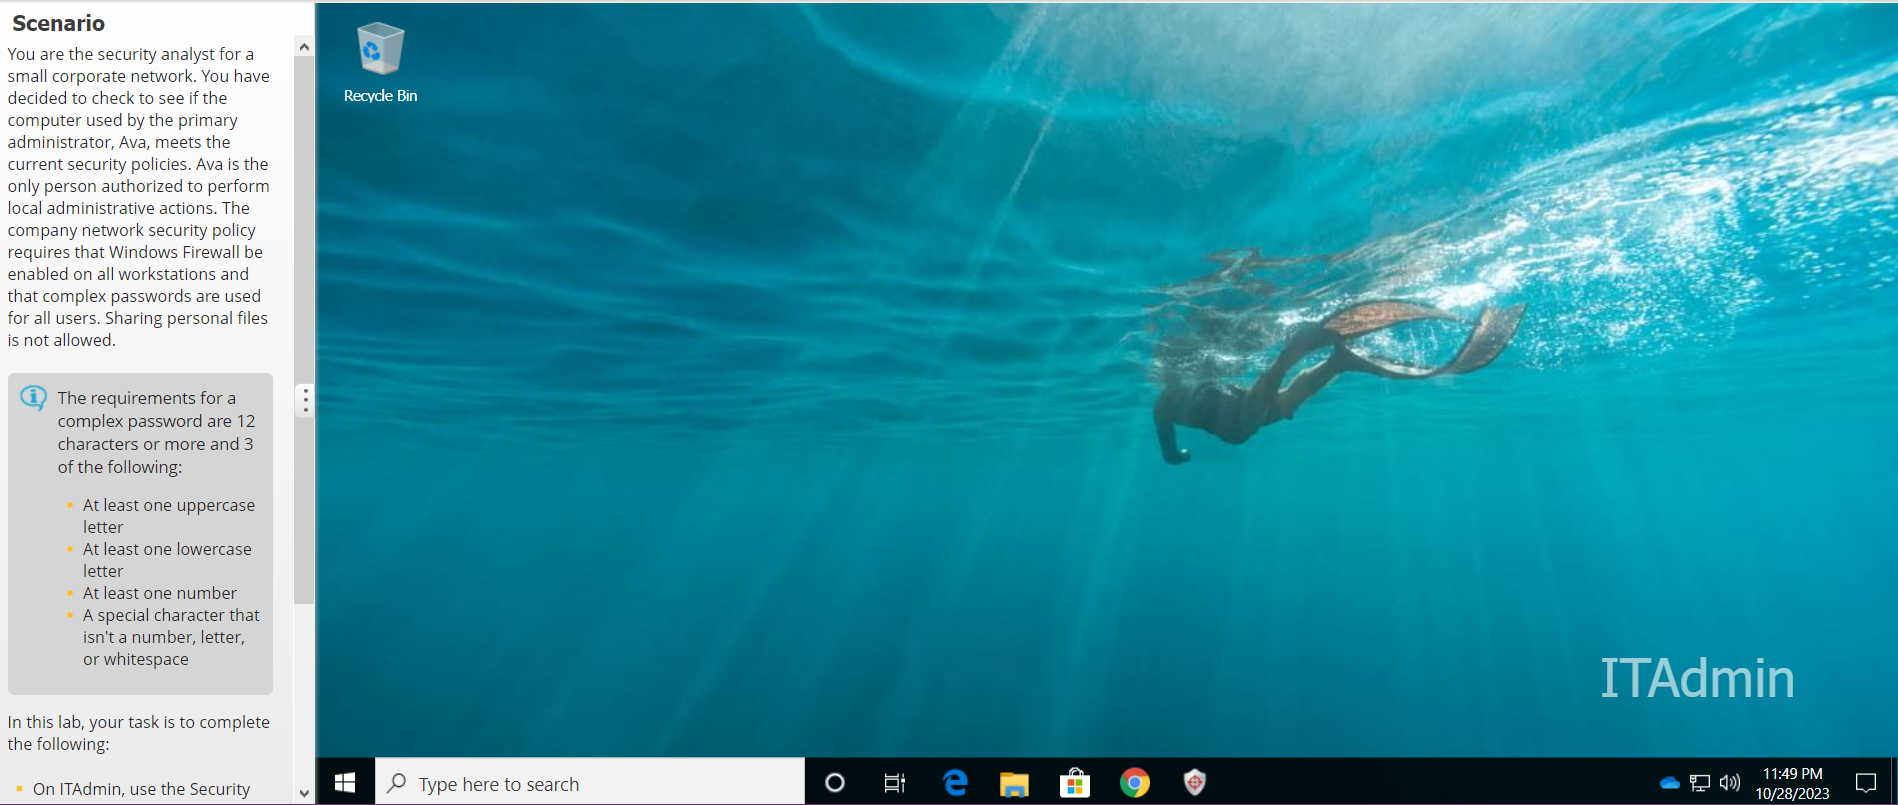 Scenario
You are the security analyst for a
small corporate network. You have
decided to check to see if the
computer used by the primary
administrator, Ava, meets the
current security policies. Ava is the
only person authorized to perform
local administrative actions. The
company network security policy
requires that Windows Firewall be
enabled on all workstations and
that complex passwords are used
for all users. Sharing personal files
is not allowed.
The requirements for a
complex password are 12
characters or more and 3
of the following:
At least one uppercase
letter
At least one lowercase
letter
At least one number
A special character that
isn't a number, letter,
or whitespace
In this lab, your task is to complete
the following:
On ITAdmin, use the Security
Recycle Bin
ITAdmin
Type here to search
11:49 PM
10/28/2023